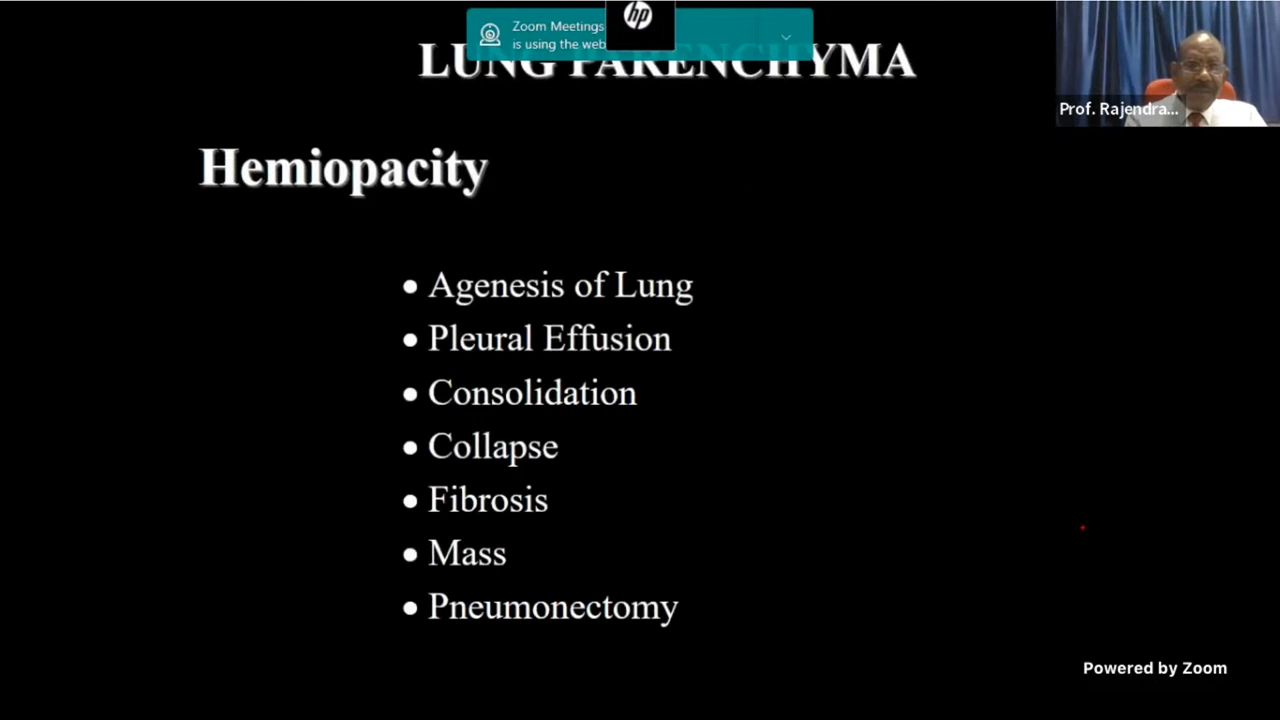 Zoom Meetings
is using the web
hp
LUNG PARENCHYMA
Prof. Rajendra...
Hemiopacity
• Agenesis of Lung
• Pleural Effusion
• Consolidation
• Collapse
• Fibrosis
• Mass
• Pneumonectomy
Powered by Zoom